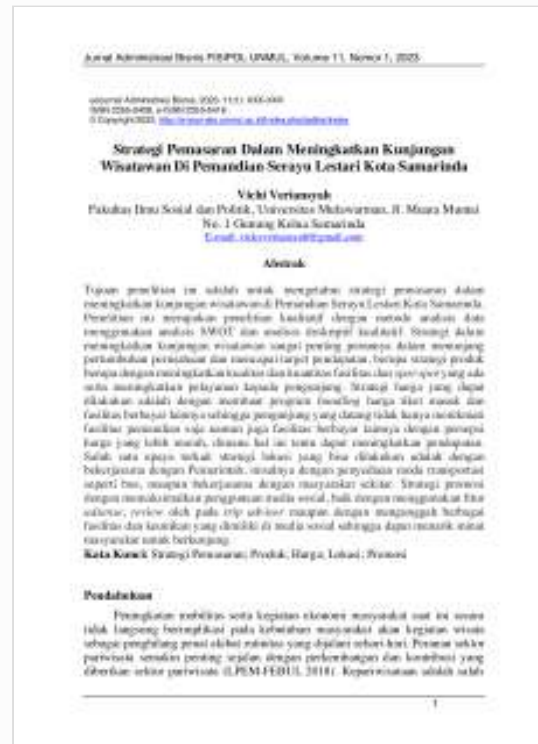 Jurnal Administrasi Bisnis FISIPOL UNMUL, Volume 11, Nomor 1, 2023
eJournal Administrasi Bisnis, 2023, 11 (1): XXX-XXX
© Copyright 2023,
Strategi Pemasaran Dalam Meningkatkan Kunjungan
Wisatawan Di Pemandian Serayu Lestari Kota Samarinda
Vichi Veriansyah
Fakultas Ilmu Sosial dan Politik, Universitas Mulawarman, Jl. Muara Muntai
No. 1 Gunung Kelua Samarinda
Abstrak
Tujuan penelitian ini adalah untuk mengetahui strategi pemasaran dalam
meningkatkan kunjungan wisatawan di Pemandian Serayu Lestari Kota Samarinda.
Penelitian ini merupakan penelitian kualitatif dengan metode analisis data
menggunakan analisis SWOT dan analisis deskriptif kualitatif. Strategi dalam
meningkatkan kunjungan wisatawan sangat penting perannya dalam menunjang
pertumbuhan perusahaan dan mencapai target pendapatan, berupa strategi produk
berupa dengan meningkatkan kualitas dan kuantitas fasilitas dan spot-spot yang ada
serta meningkatkan pelayanan kepada pengunjung. Strategi harga yang dapat
dilakukan adalah dengan membuat program bundling harga tiket masuk dan
fasilitas berbayar lainnya sehingga pengunjung yang datang tidak hanya menikmati
fasilitas pemandian saja namun juga fasilitas berbayar lainnya dengan persepsi
harga yang lebih murah, dimana hal ini tentu dapat meningkatkan pendapatan.
Salah satu upaya terkait strategi lokasi yang bisa dilakukan adalah dengan
bekerjasama dengan Pemerintah, misalnya dengan penyediaan moda transportasi
seperti bus, maupun bekerjasama dengan masyarakat sekitar. Strategi promosi
dengan memaksimalkan penggunaan media sosial, baik dengan menggunakan fitur
adsense, review oleh pada trip advisor maupun dengan mengunggah berbagai
fasilitas dan keunikan yang dimiliki di media sosial sehingga dapat menarik minat
masyarakat untuk berkunjung.
Kata Kunci: Strategi Pemasaran; Produk; Harga; Lokasi; Promosi
Pendahuluan
Peningkatan mobilitas serta kegiatan ekonomi masyarakat saat ini secara
tidak langsung berimplikasi pada kebutuhan masyarakat akan kegiatan wisata
sebagai penghilang penat akibat rutinitas yang dijalani sehari-hari. Peranan sektor
pariwisata semakin penting sejalan dengan perkembangan dan kontribusi yang
diberikan sektor pariwisata (LPEM-FEBUI, 2018). Kepariwisataan adalah salah
1